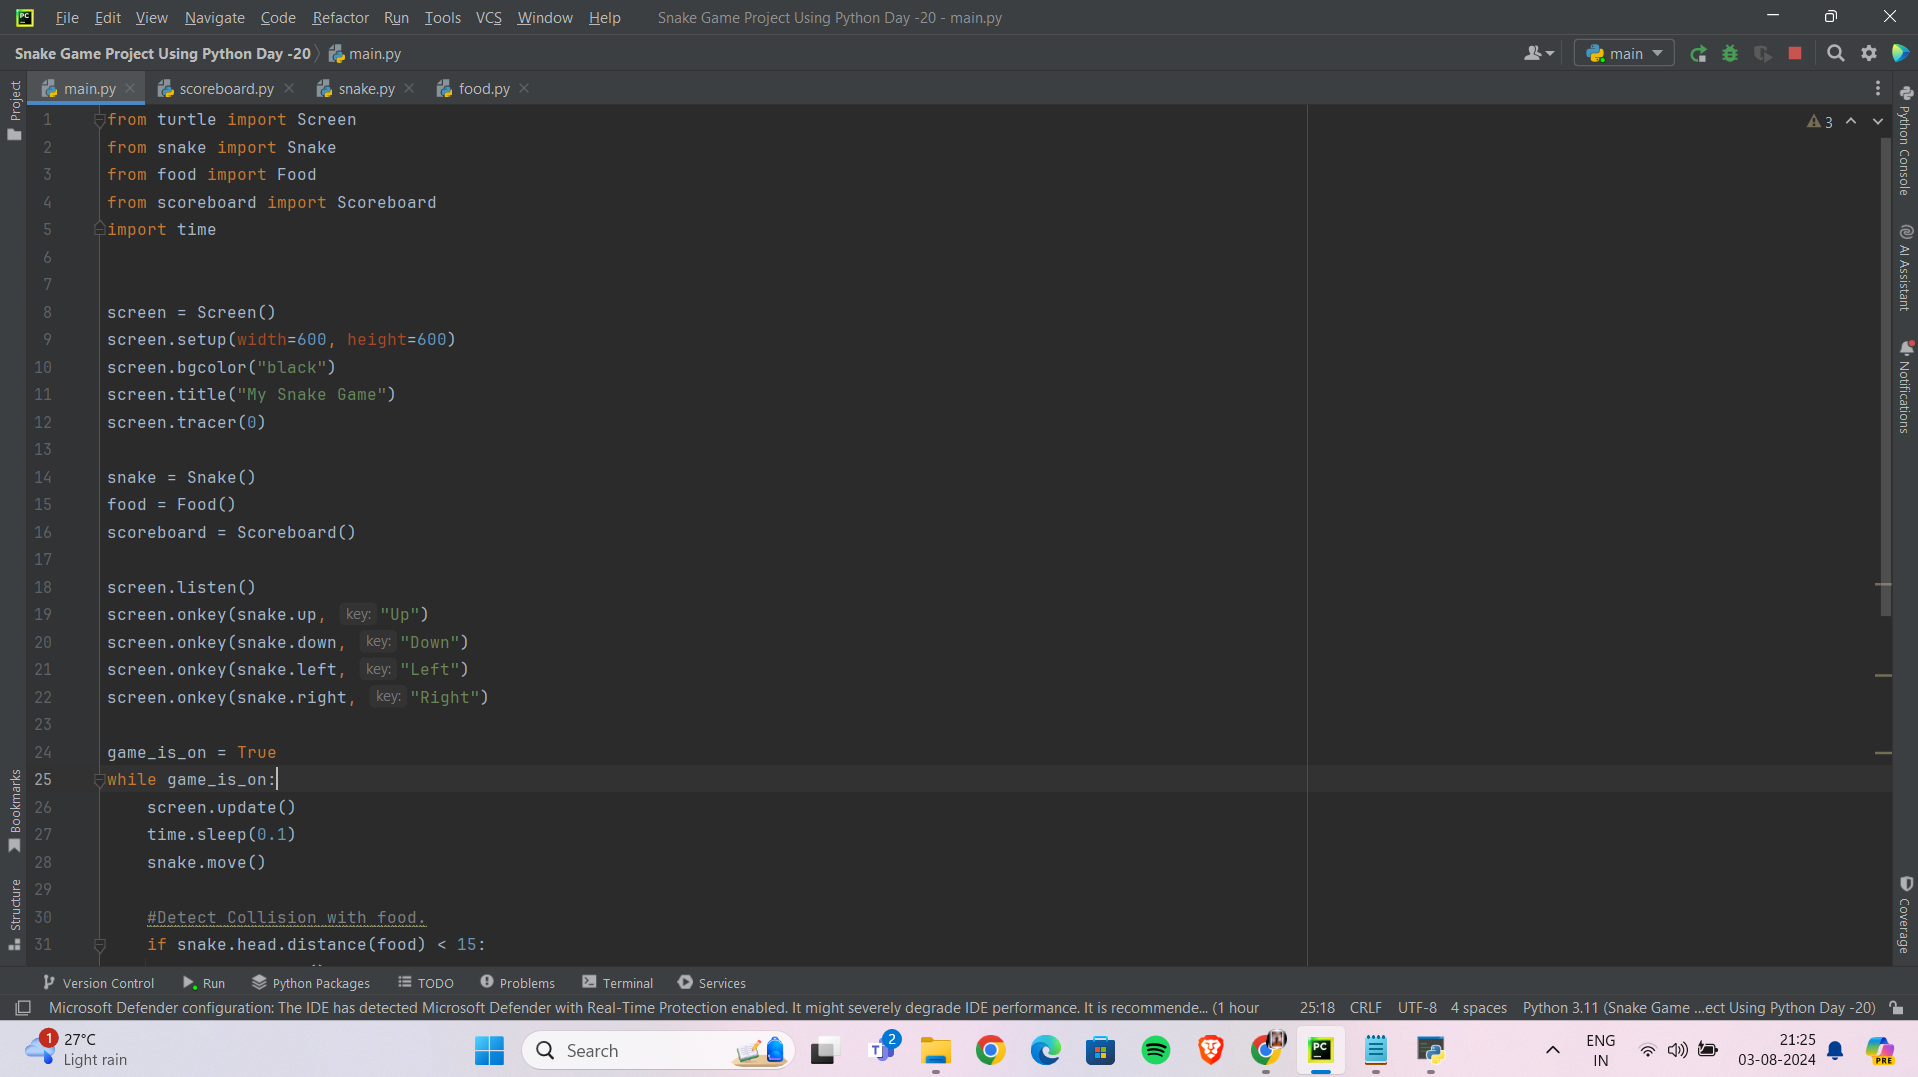 File Edit View Navigate Code Refactor Run Tools VCS Window Help Snake Game Project Using Python Day -20 - main.py
Snake Game Project Using Python Day -20 main.py main
main.py scoreboard.py snake.py food.py
Project
Bookmarks
Structure
1 from turtle import Screen
2 from snake import Snake
3 from food import Food
4 from scoreboard import Scoreboard
5 import time
6
7
8 screen = Screen()
9 screen.setup(width=600, height=600)
10 screen.bgcolor("black")
11 screen.title("My Snake Game")
12 screen.tracer(0)
13
14 snake = Snake()
15 food = Food()
16 scoreboard = Scoreboard()
17
18 screen.listen()
19 screen.onkey(snake.up, key: "Up")
20 screen.onkey(snake.down, key: "Down")
21 screen.onkey(snake.left, key: "Left")
22 screen.onkey(snake.right, key: "Right")
23
24 game_is_on = True
25 while game_is_on:
26 screen.update()
27 time.sleep(0.1)
28 snake.move()
29
30 #Detect Collision with food.
31 if snake.head.distance(food) < 15:
3
Python Console
AI Assistant
Notifications
Coverage
Version Control Run Python Packages TODO Problems Terminal Services
Microsoft Defender configuration: The IDE has detected Microsoft Defender with Real-Time Protection enabled. It might severely degrade IDE performance. It is recommende... (1 hour 25:18 CRLF UTF-8 4 spaces Python 3.11 (Snake Game ...ect Using Python Day -20)
1 27°C
Light rain
Search
2
PC
ENG
IN
21:25
03-08-2024
PRE